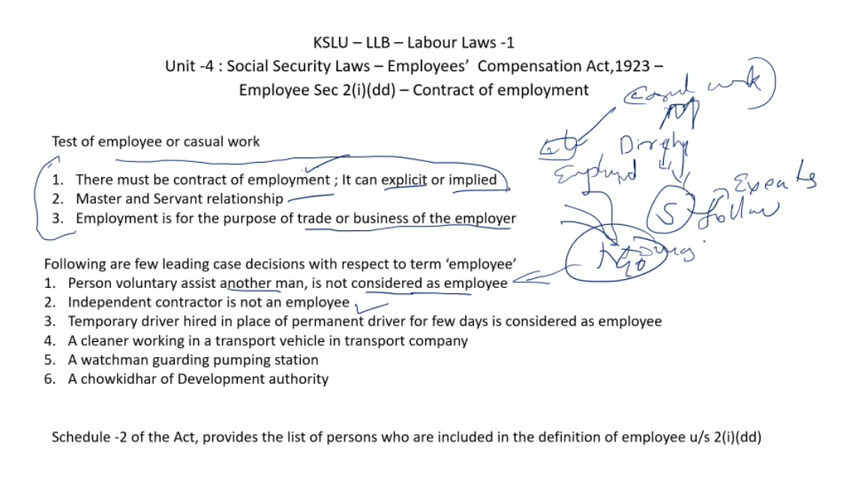 KSLU – LLB – Labour Laws -1
Unit -4 : Social Security Laws – Employees’ Compensation Act,1923 –
Employee Sec 2(i)(dd) – Contract of employment
Test of employee or casual work
1. There must be contract of employment ; It can explicit or implied
2. Master and Servant relationship
3. Employment is for the purpose of trade or business of the employer
Following are few leading case decisions with respect to term ‘employee’
1. Person voluntary assist another man, is not considered as employee
2. Independent contractor is not an employee
3. Temporary driver hired in place of permanent driver for few days is considered as employee
4. A cleaner working in a transport vehicle in transport company
5. A watchman guarding pumping station
6. A chowkidhar of Development authority
Schedule -2 of the Act, provides the list of persons who are included in the definition of employee u/s 2(i)(dd)
Casual work
S
follow